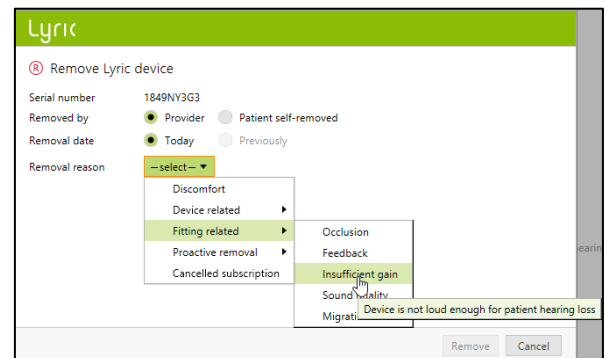 Lyric
R Remove Lyric device
Serial number 1849NY3G3
Removed by Provider Patient self-removed
Removal date Today Previously
Removal reason —select—
Discomfort
Device related
Fitting related
Proactive removal
Cancelled subscription
Occlusion
Feedback
Insufficient gain
Sound Quality
Device is not loud enough for patient hearing loss
Remove Cancel